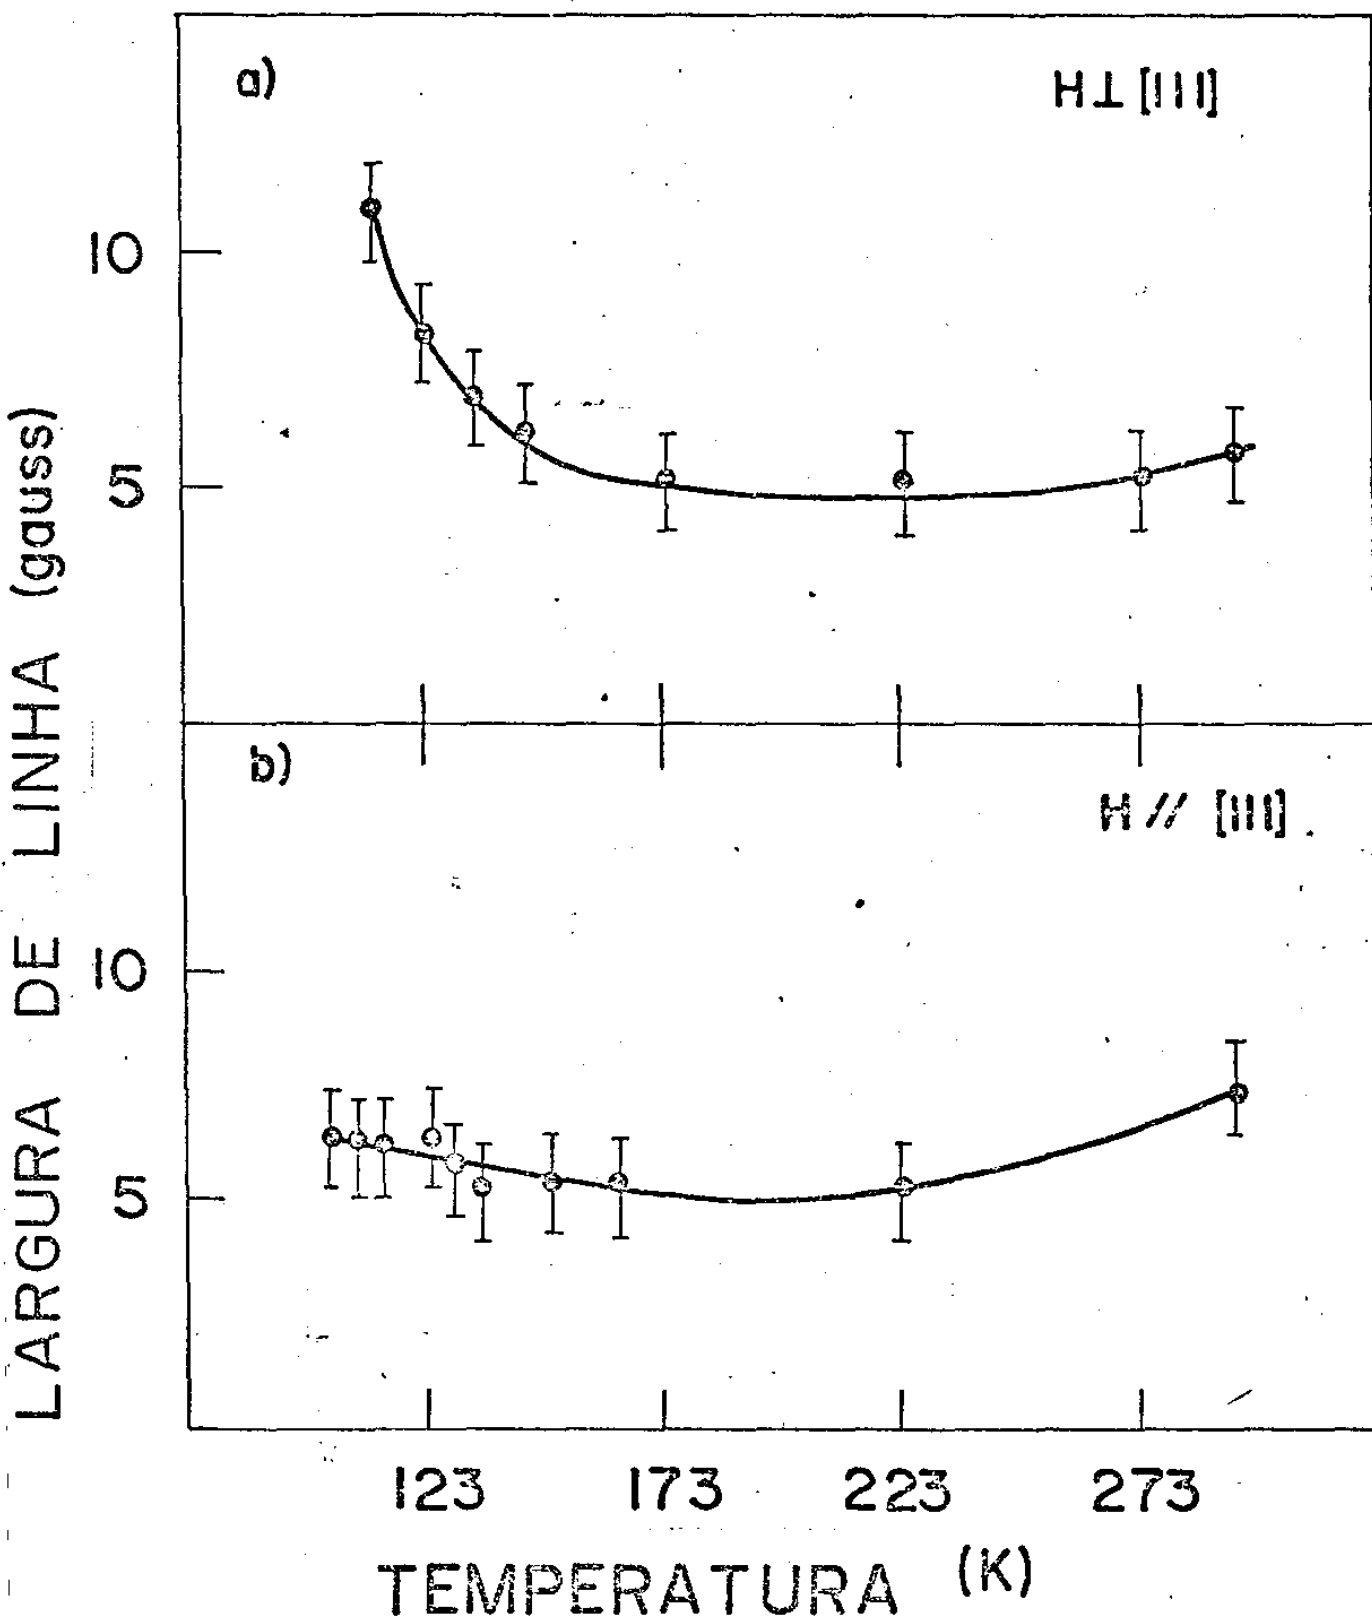 a)
H⊥[111]
10
5
b)
H // [111]
10
5
LARGURA DE LINHA (gauss)
123 173 223 273
TEMPERATURA (K)